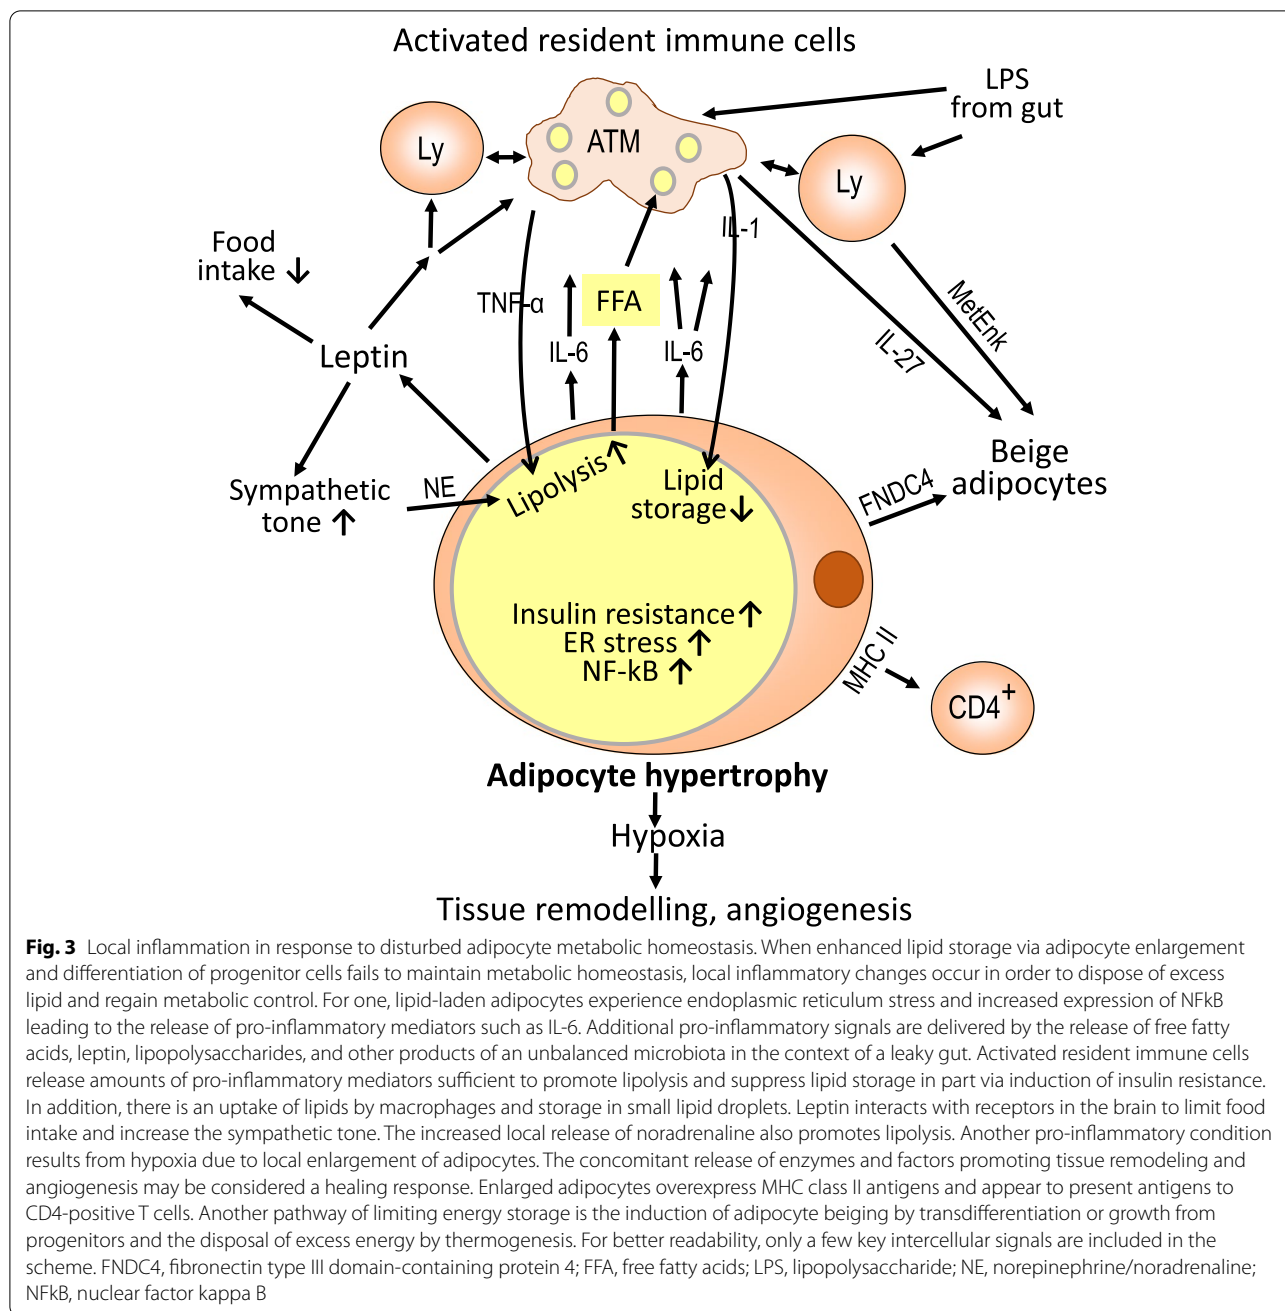 Activated resident immune cells
LPS
from gut
Ly
ATM
Ly
Food
intake ↓
IL-1
TNF-α
FFA
MetEnk
IL-6
IL-6
IL-27
Leptin
Sympathetic
tone ↑
NE
Lipolysis↑
Lipid
storage↓
FNDC4
Beige
adipocytes
Insulin resistance↑
ER stress ↑
NF-kB ↑
MHC II
CD4+
Adipocyte hypertrophy
Hypoxia
Tissue remodelling, angiogenesis
Fig. 3 Local inflammation in response to disturbed adipocyte metabolic homeostasis. When enhanced lipid storage via adipocyte enlargement
and differentiation of progenitor cells fails to maintain metabolic homeostasis, local inflammatory changes occur in order to dispose of excess
lipid and regain metabolic control. For one, lipid-laden adipocytes experience endoplasmic reticulum stress and increased expression of NFkB
leading to the release of pro-inflammatory mediators such as IL-6. Additional pro-inflammatory signals are delivered by the release of free fatty
acids, leptin, lipopolysaccharides, and other products of an unbalanced microbiota in the context of a leaky gut. Activated resident immune cells
release amounts of pro-inflammatory mediators sufficient to promote lipolysis and suppress lipid storage in part via induction of insulin resistance.
In addition, there is an uptake of lipids by macrophages and storage in small lipid droplets. Leptin interacts with receptors in the brain to limit food
intake and increase the sympathetic tone. The increased local release of noradrenaline also promotes lipolysis. Another pro-inflammatory condition
results from hypoxia due to local enlargement of adipocytes. The concomitant release of enzymes and factors promoting tissue remodeling and
angiogenesis may be considered a healing response. Enlarged adipocytes overexpress MHC class II antigens and appear to present antigens to
CD4-positive T cells. Another pathway of limiting energy storage is the induction of adipocyte beiging by transdifferentiation or growth from
progenitors and the disposal of excess energy by thermogenesis. For better readability, only a few key intercellular signals are included in the
scheme. FNDC4, fibronectin type III domain-containing protein 4; FFA, free fatty acids; LPS, lipopolysaccharide; NE, norepinephrine/noradrenaline;
NFkB, nuclear factor kappa B